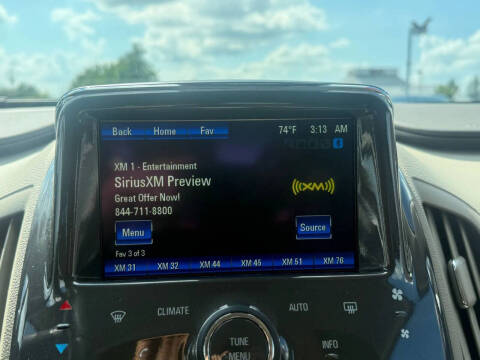 Back Home Fav 74°F 3:13 AM
XM 1 - Entertainment
SiriusXM Preview
Great Offer Now!
844-711-8800
XM
Menu Source
Fav 3 of 3
XM 31 XM 32 XM 44 XM 45 XM 51 XM 76
CLIMATE AUTO
TUNE INFO
MENU